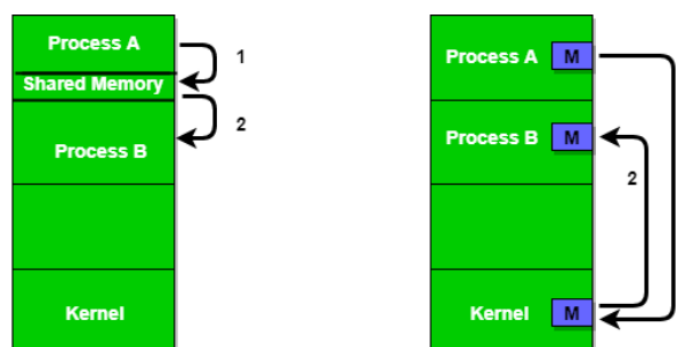 Process A
1
Shared Memory
2
Process B
Kernel
Process A M
Process B M
2
Kernel M